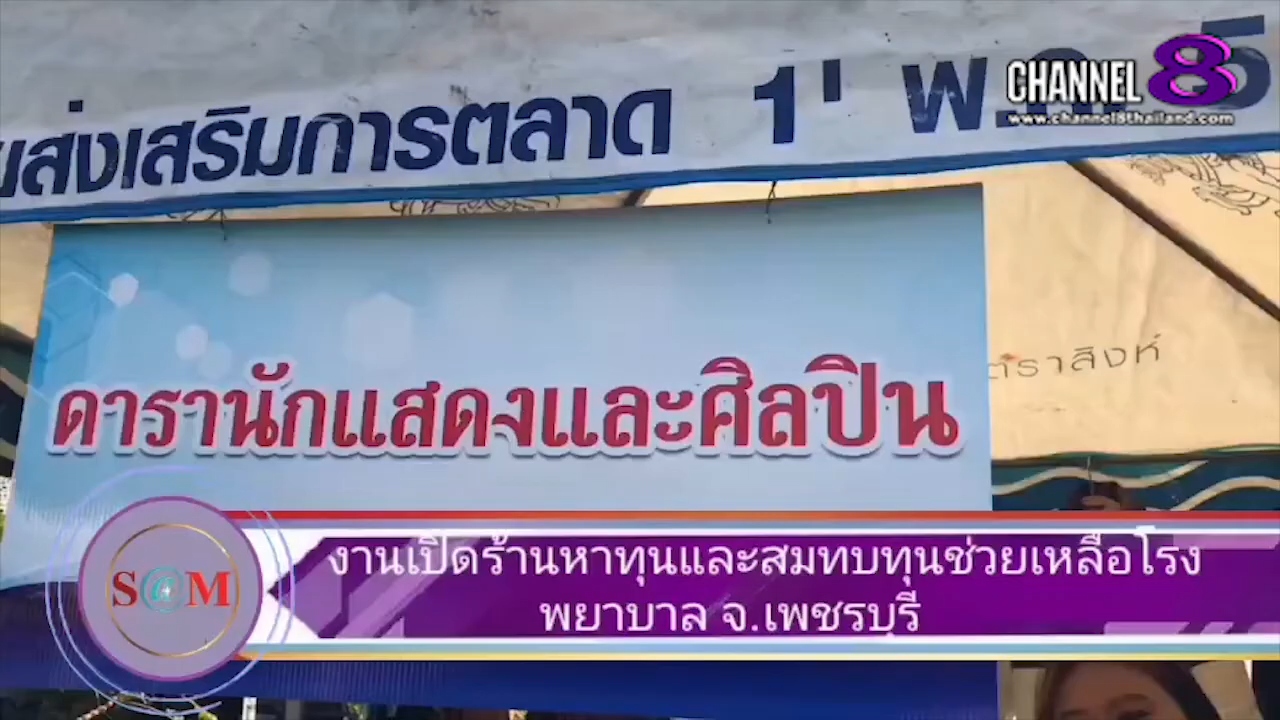 CHANNEL 8
www.channel8thailand.com
ส่งเสริมการตลาด 1
ตราสิงห์
ดารานักแสดงและศิลปิน
S@M
งานเปิดร้านหาทุนและสมทบทุนช่วยเหลือโรง
พยาบาล จ.เพชรบุรี